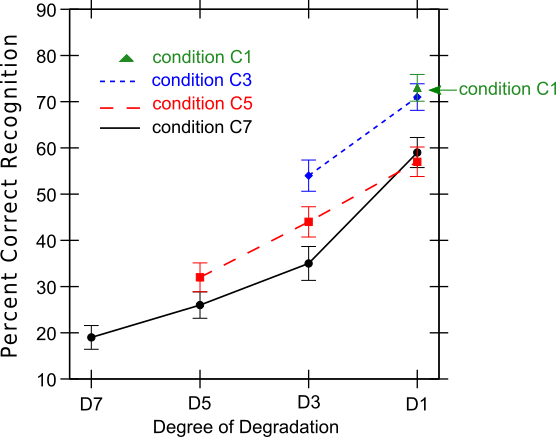 90
80
70
60
50
40
30
20
10
Percent Correct Recognition
condition C1
condition C3
condition C5
condition C7
condition C1
D7 D5 D3 D1
Degree of Degradation